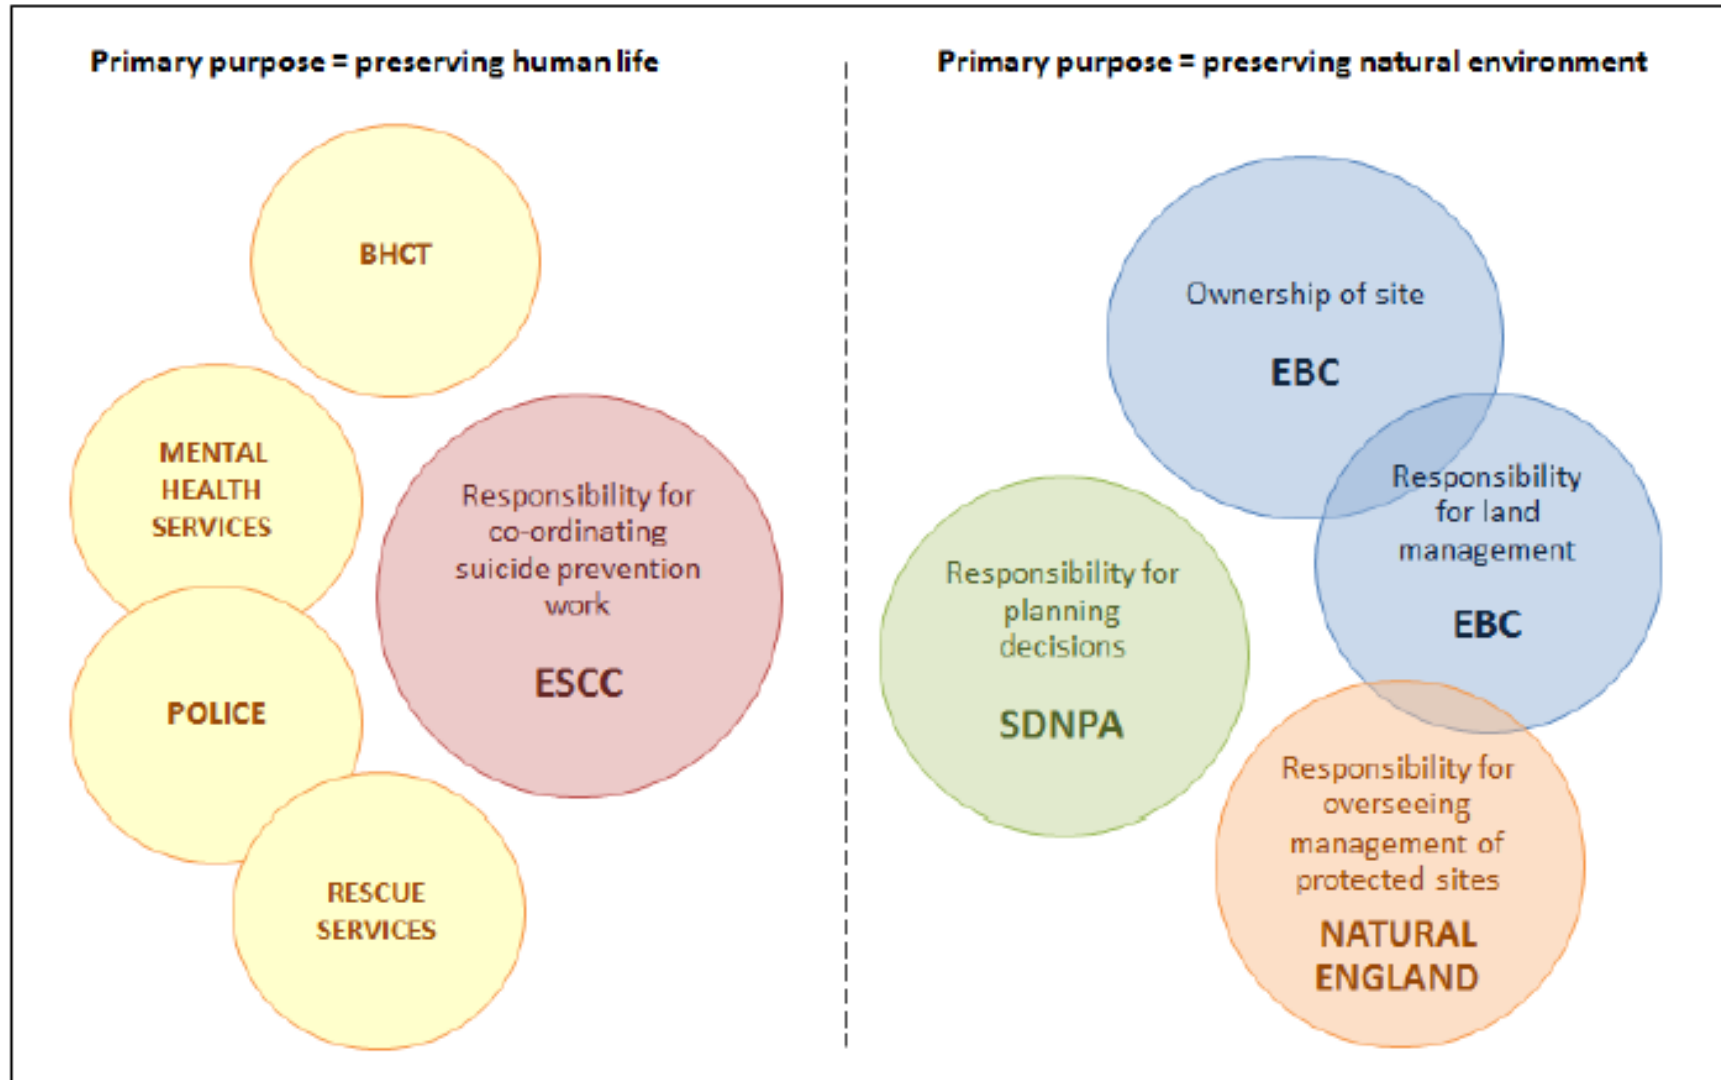 Primary purpose = preserving human life
BHCT
MENTAL
HEALTH
SERVICES
Responsibility for
co-ordinating
suicide prevention
work
ESCC
POLICE
RESCUE
SERVICES
Primary purpose = preserving natural environment
Ownership of site
EBC
Responsibility
for land
management
EBC
Responsibility for
planning
decisions
SDNPA
Responsibility for
overseeing
management of
protected sites
NATURAL
ENGLAND